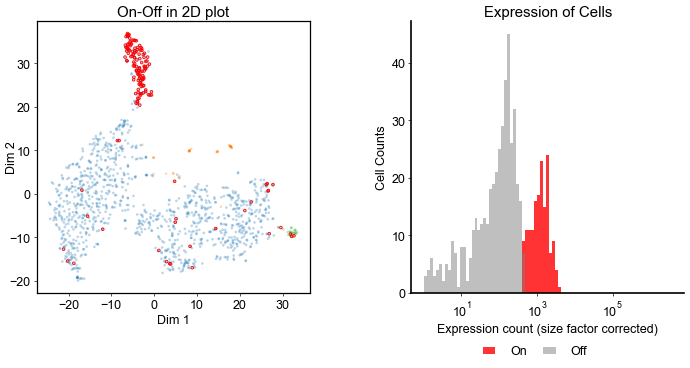 On-Off in 2D plot
Dim 2
30
20
10
0
−10
−20
−20 −10 0 10 20 30
Dim 1
Expression of Cells
Cell Counts
40
30
20
10
0
10^1 10^3 10^5
Expression count (size factor corrected)
On Off